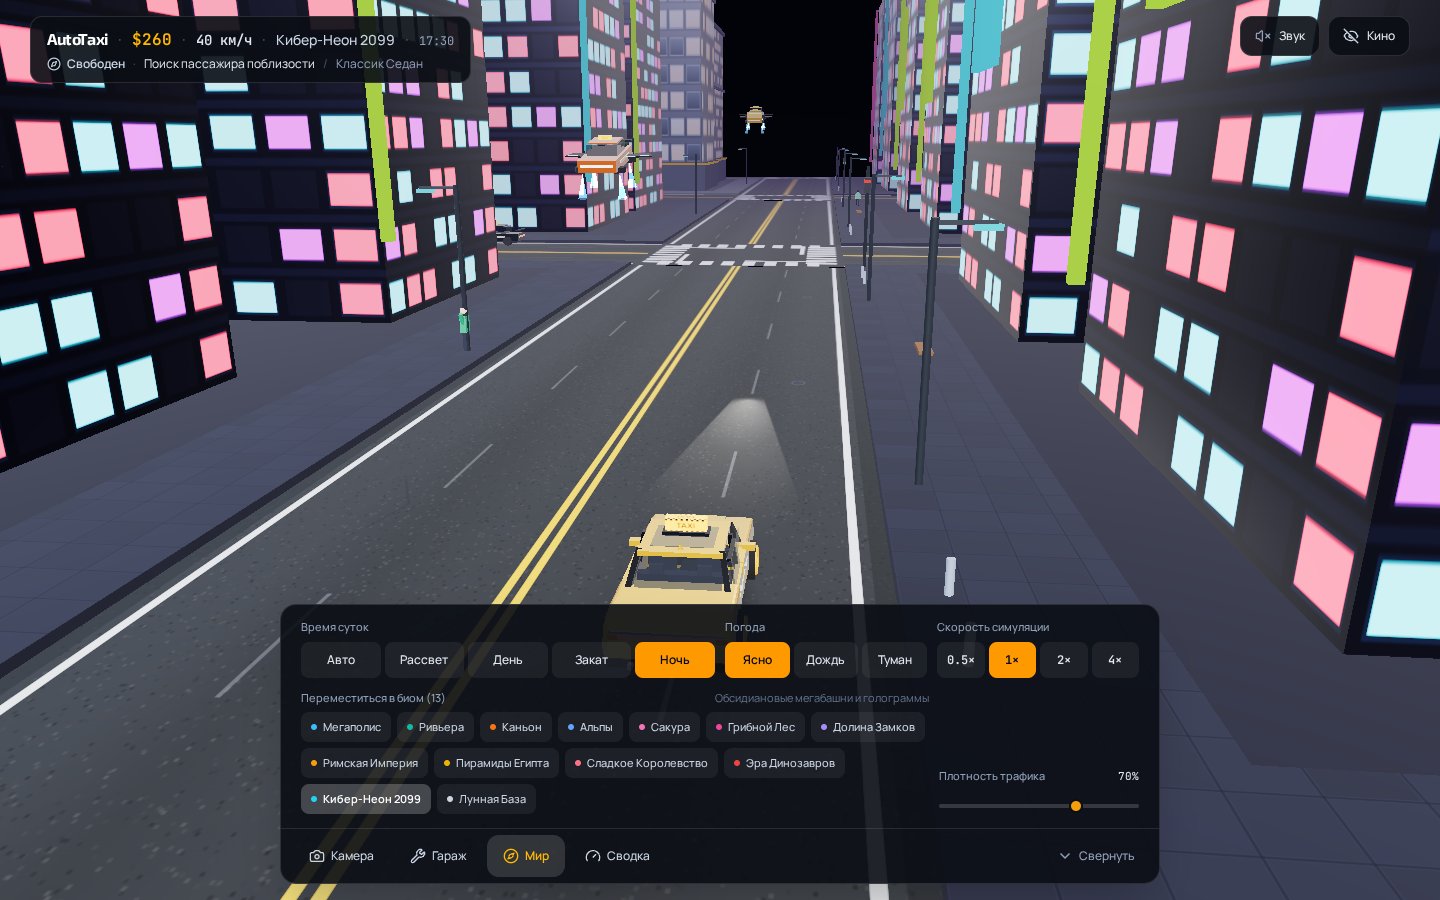 AutoTaxi · $260 · 40 км/ч · Кибер-Неон 2099 · 17:30
Свободен · Поиск пассажира поблизости / Классик Седан
Звук
Кино
TAXI
Время суток
Авто Рассвет День Закат Ночь
Погода
Ясно Дождь Туман
Скорость симуляции
0.5× 1× 2× 4×
Переместиться в биом (13)
Обсидиановые мегабашни и голограммы
Мегаполис Ривьера Каньон Альпы Сакура Грибной Лес Долина Замков
Римская Империя Пирамиды Египта Сладкое Королевство Эра Динозавров
Кибер-Неон 2099 Лунная База
Плотность трафика 70%
Камера Гараж Мир Сводка
Свернуть